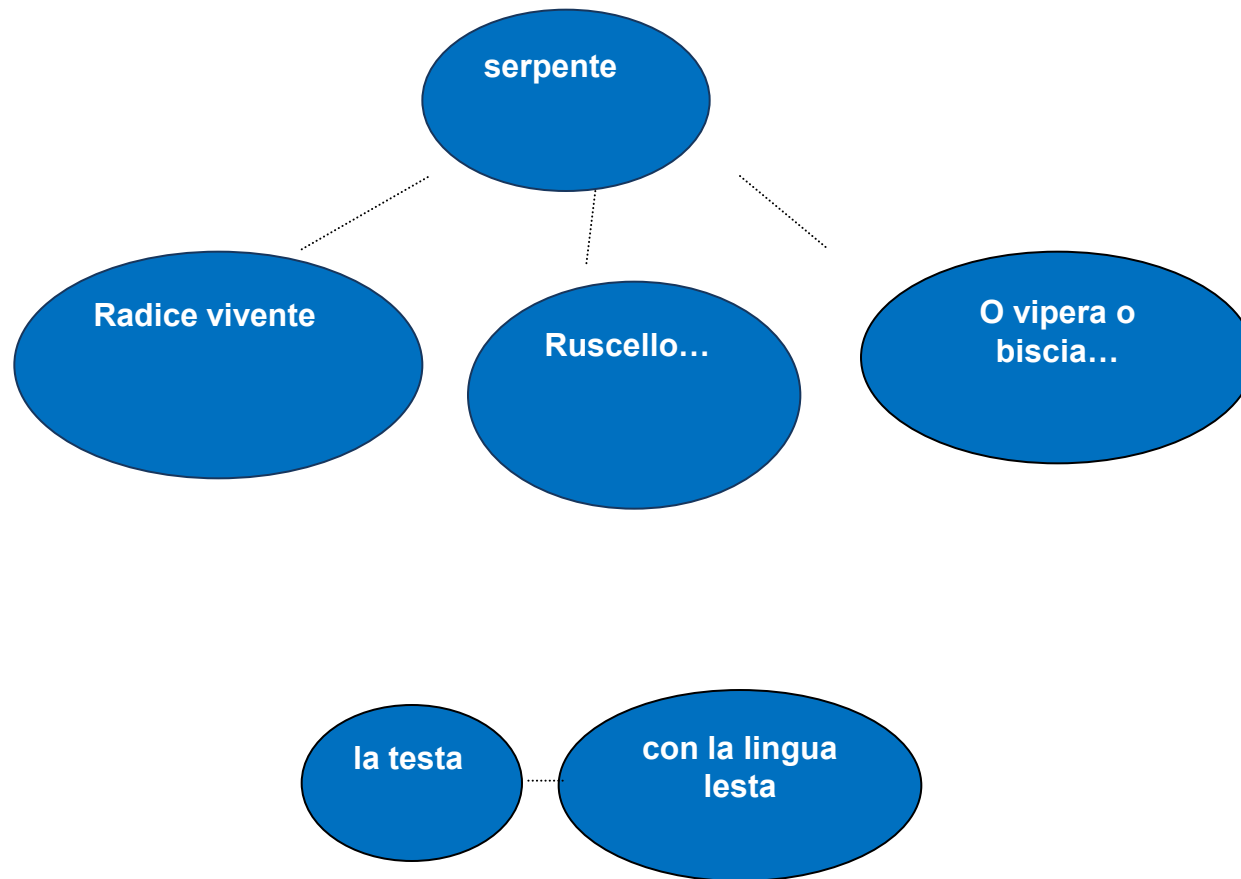 serpente
Radice vivente
Ruscello…
O vipera o
biscia…
la testa
con la lingua
lesta